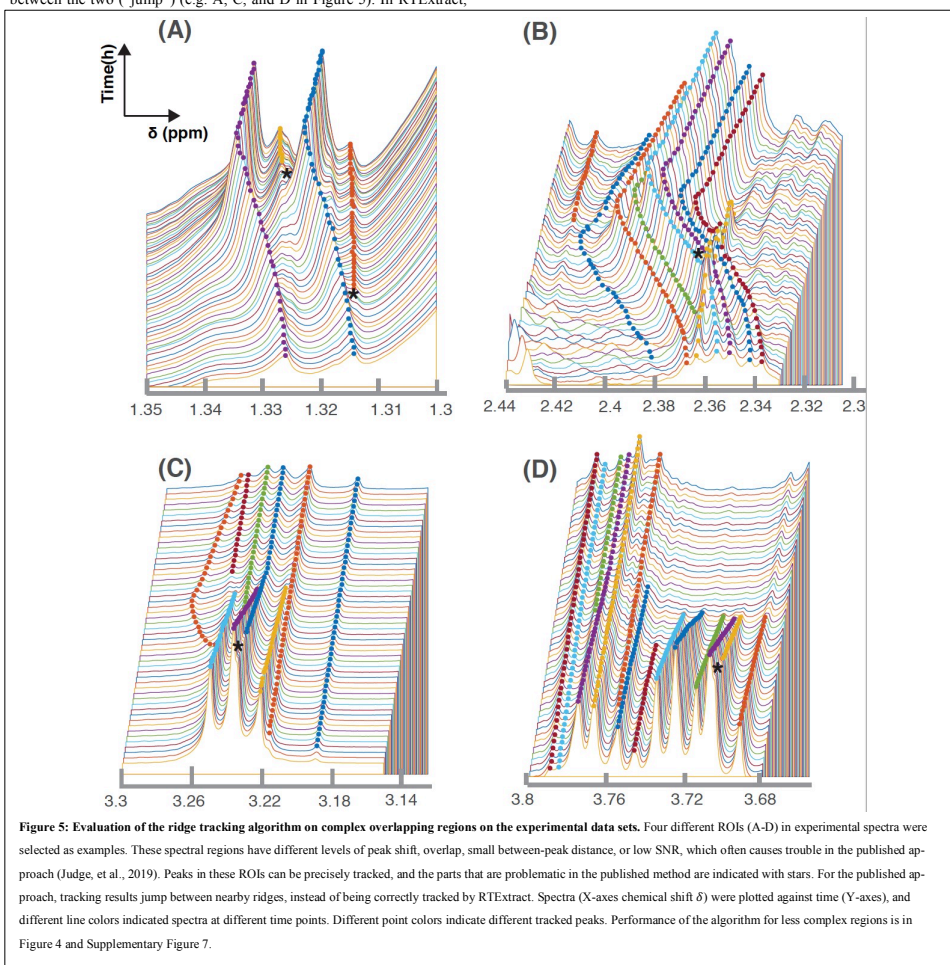 between the two ("jump") (e.g. A, C, and D in Figure 5). In RTExtract,
(A)
(B)
Time(h)
δ (ppm)
*
*
*
1.35 1.34 1.33 1.32 1.31 1.3
2.44 2.42 2.4 2.38 2.36 2.34 2.32 2.3
(C)
(D)
*
*
3.3 3.26 3.22 3.18 3.14
3.8 3.76 3.72 3.68
Figure 5: Evaluation of the ridge tracking algorithm on complex overlapping regions on the experimental data sets. Four different ROIs (A-D) in experimental spectra were
selected as examples. These spectral regions have different levels of peak shift, overlap, small between-peak distance, or low SNR, which often causes trouble in the published ap-
proach (Judge, et al., 2019). Peaks in these ROIs can be precisely tracked, and the parts that are problematic in the published method are indicated with stars. For the published ap-
proach, tracking results jump between nearby ridges, instead of being correctly tracked by RTExtract. Spectra (X-axes chemical shift δ) were plotted against time (Y-axes), and
different line colors indicated spectra at different time points. Different point colors indicate different tracked peaks. Performance of the algorithm for less complex regions is in
Figure 4 and Supplementary Figure 7.